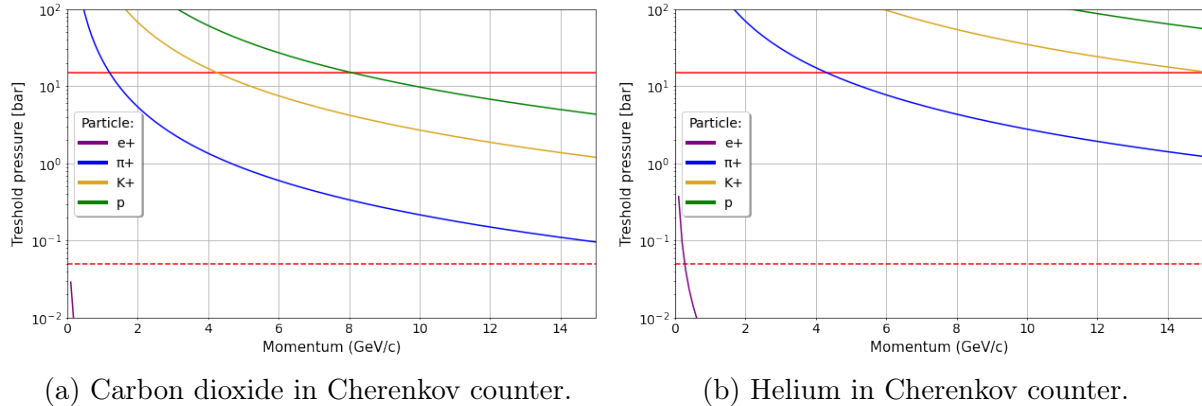 10²
10¹
10⁰
10⁻¹
10⁻²
Treshold pressure [bar]
Particle:
e+
π+
K+
p
0 2 4 6 8 10 12 14
Momentum (GeV/c)
(a) Carbon dioxide in Cherenkov counter.
10²
10¹
10⁰
10⁻¹
10⁻²
Treshold pressure [bar]
Particle:
e+
π+
K+
p
0 2 4 6 8 10 12 14
Momentum (GeV/c)
(b) Helium in Cherenkov counter.